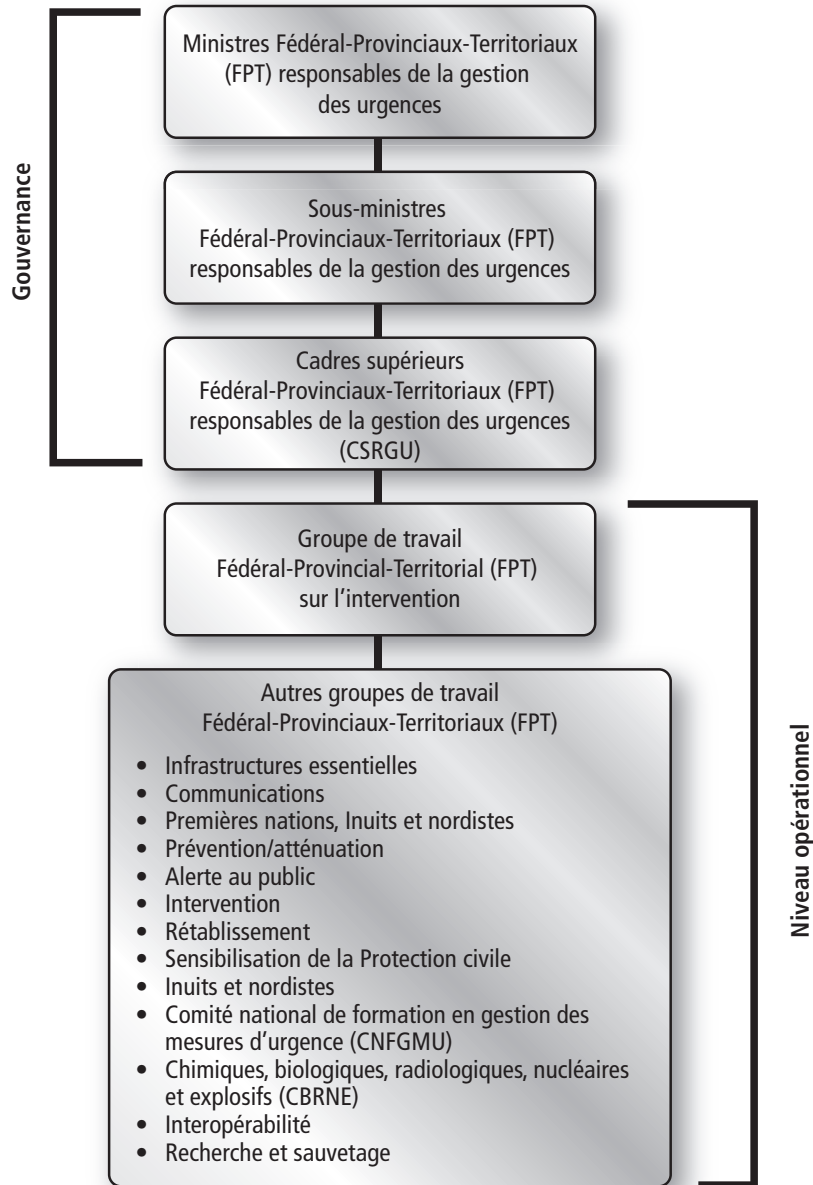 Gouvernance
Ministres Fédéral-Provinciaux-Territoriaux
(FPT) responsables de la gestion
des urgences
Sous-ministres
Fédéral-Provinciaux-Territoriaux (FPT)
responsables de la gestion des urgences
Cadres supérieurs
Fédéral-Provinciaux-Territoriaux (FPT)
responsables de la gestion des urgences
(CSRGU)
Groupe de travail
Fédéral-Provincial-Territorial (FPT)
sur l'intervention
Autres groupes de travail
Fédéral-Provinciaux-Territoriaux (FPT)
• Infrastructures essentielles
• Communications
• Premières nations, Inuits et nordistes
• Prévention/atténuation
• Alerte au public
• Intervention
• Rétablissement
• Sensibilisation de la Protection civile
• Inuits et nordistes
• Comité national de formation en gestion des
mesures d'urgence (CNFGMU)
• Chimiques, biologiques, radiologiques, nucléaires
et explosifs (CBRNE)
• Interopérabilité
• Recherche et sauvetage
Niveau opérationnel